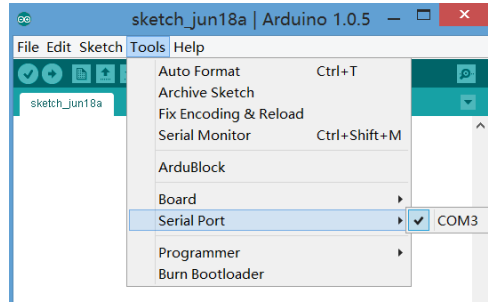 sketch_jun18a | Arduino 1.0.5
File Edit Sketch Tools Help
sketch_jun18a
Auto Format Ctrl+T
Archive Sketch
Fix Encoding & Reload
Serial Monitor Ctrl+Shift+M
ArduBlock
Board
Serial Port
COM3
Programmer
Burn Bootloader